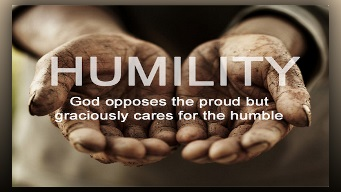 HUMILITY
God opposes the proud but
graciously cares for the humble